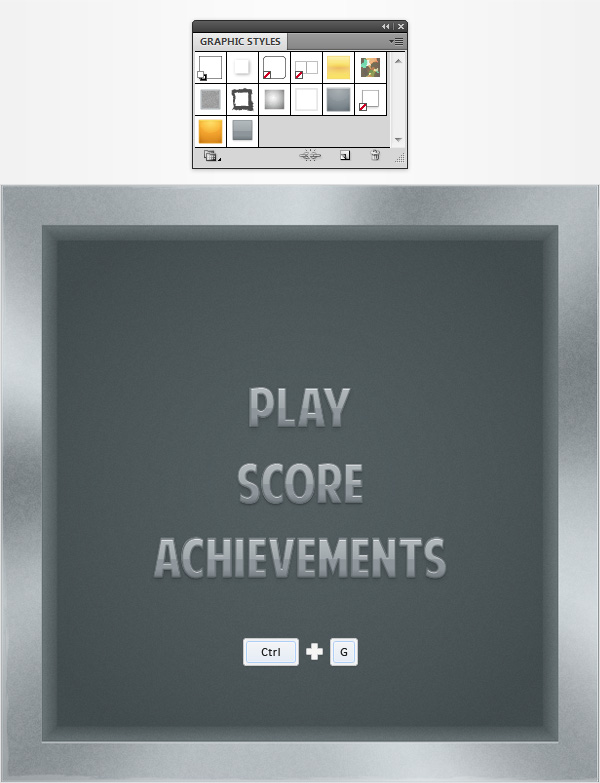 GRAPHIC STYLES
PLAY
SCORE
ACHIEVEMENTS
Ctrl + G